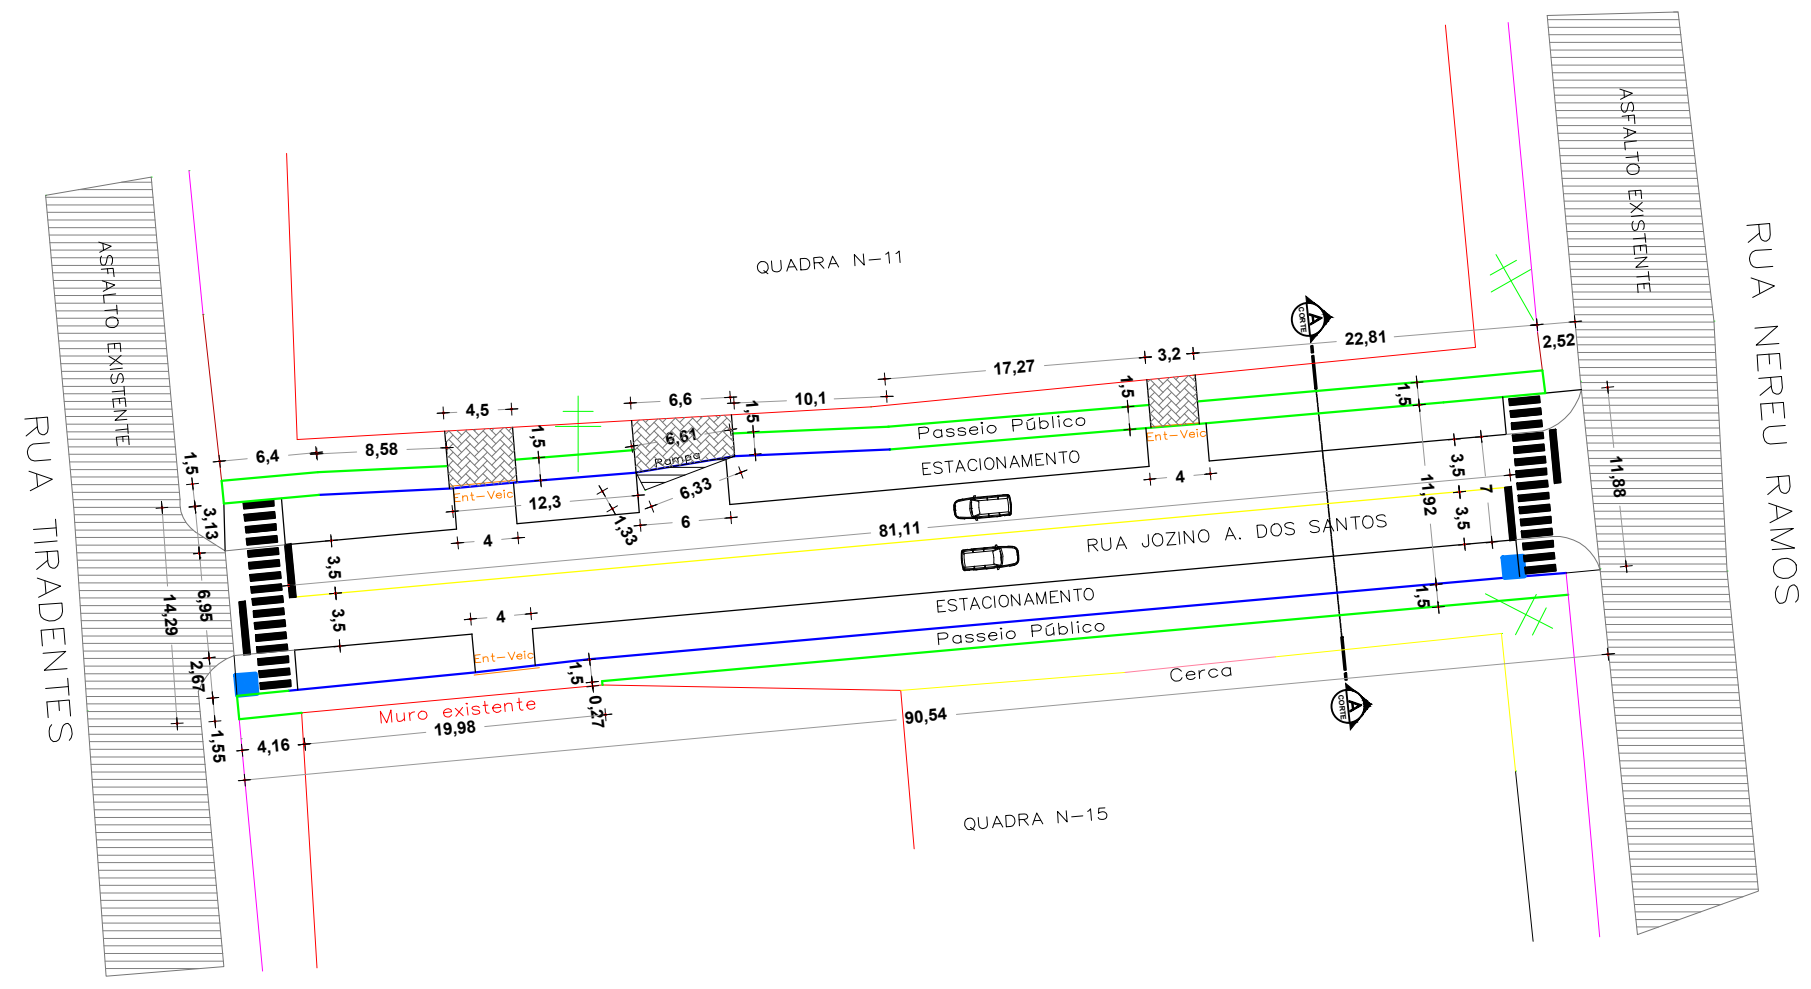 QUADRA N-11
ASFALTO EXISTENTE
RUA NEREU RAMOS
ASFALTO EXISTENTE
RUA TIRADENTES
A
CORTE
22,81
2,52
3,2
17,27
10,1
6,6
4,5
8,58
6,4
1,5
1,5
1,5
1,5
1,5
6,61
Rampa
Passeio Público
Ent-Veic
ESTACIONAMENTO
4
Ent-Veic
12,3
6,33
1,33
6
4
3,13
3,5
7
11,92
11,88
3,5
81,11
RUA JOZINO A. DOS SANTOS
3,5
3,5
6,95
14,29
4
ESTACIONAMENTO
Passeio Público
1,5
Ent-Veic
1,5
2,67
0,27
Cerca
Muro existente
19,98
4,16
1,55
90,54
A
CORTE
QUADRA N-15